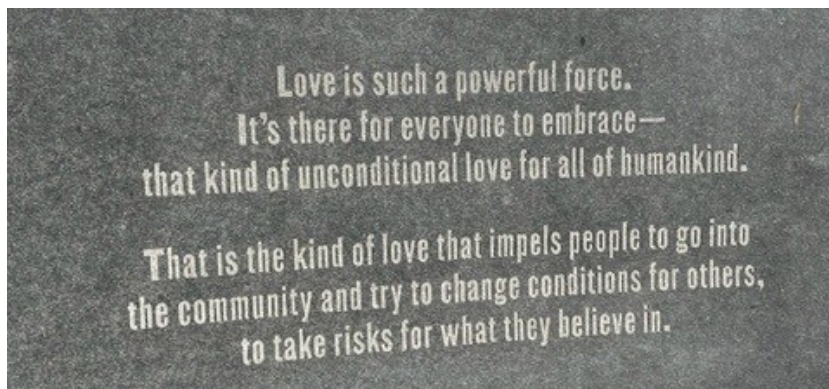 Love is such a powerful force.
It's there for everyone to embrace—
that kind of unconditional love for all of humankind.
That is the kind of love that impels people to go into
the community and try to change conditions for others,
to take risks for what they believe in.